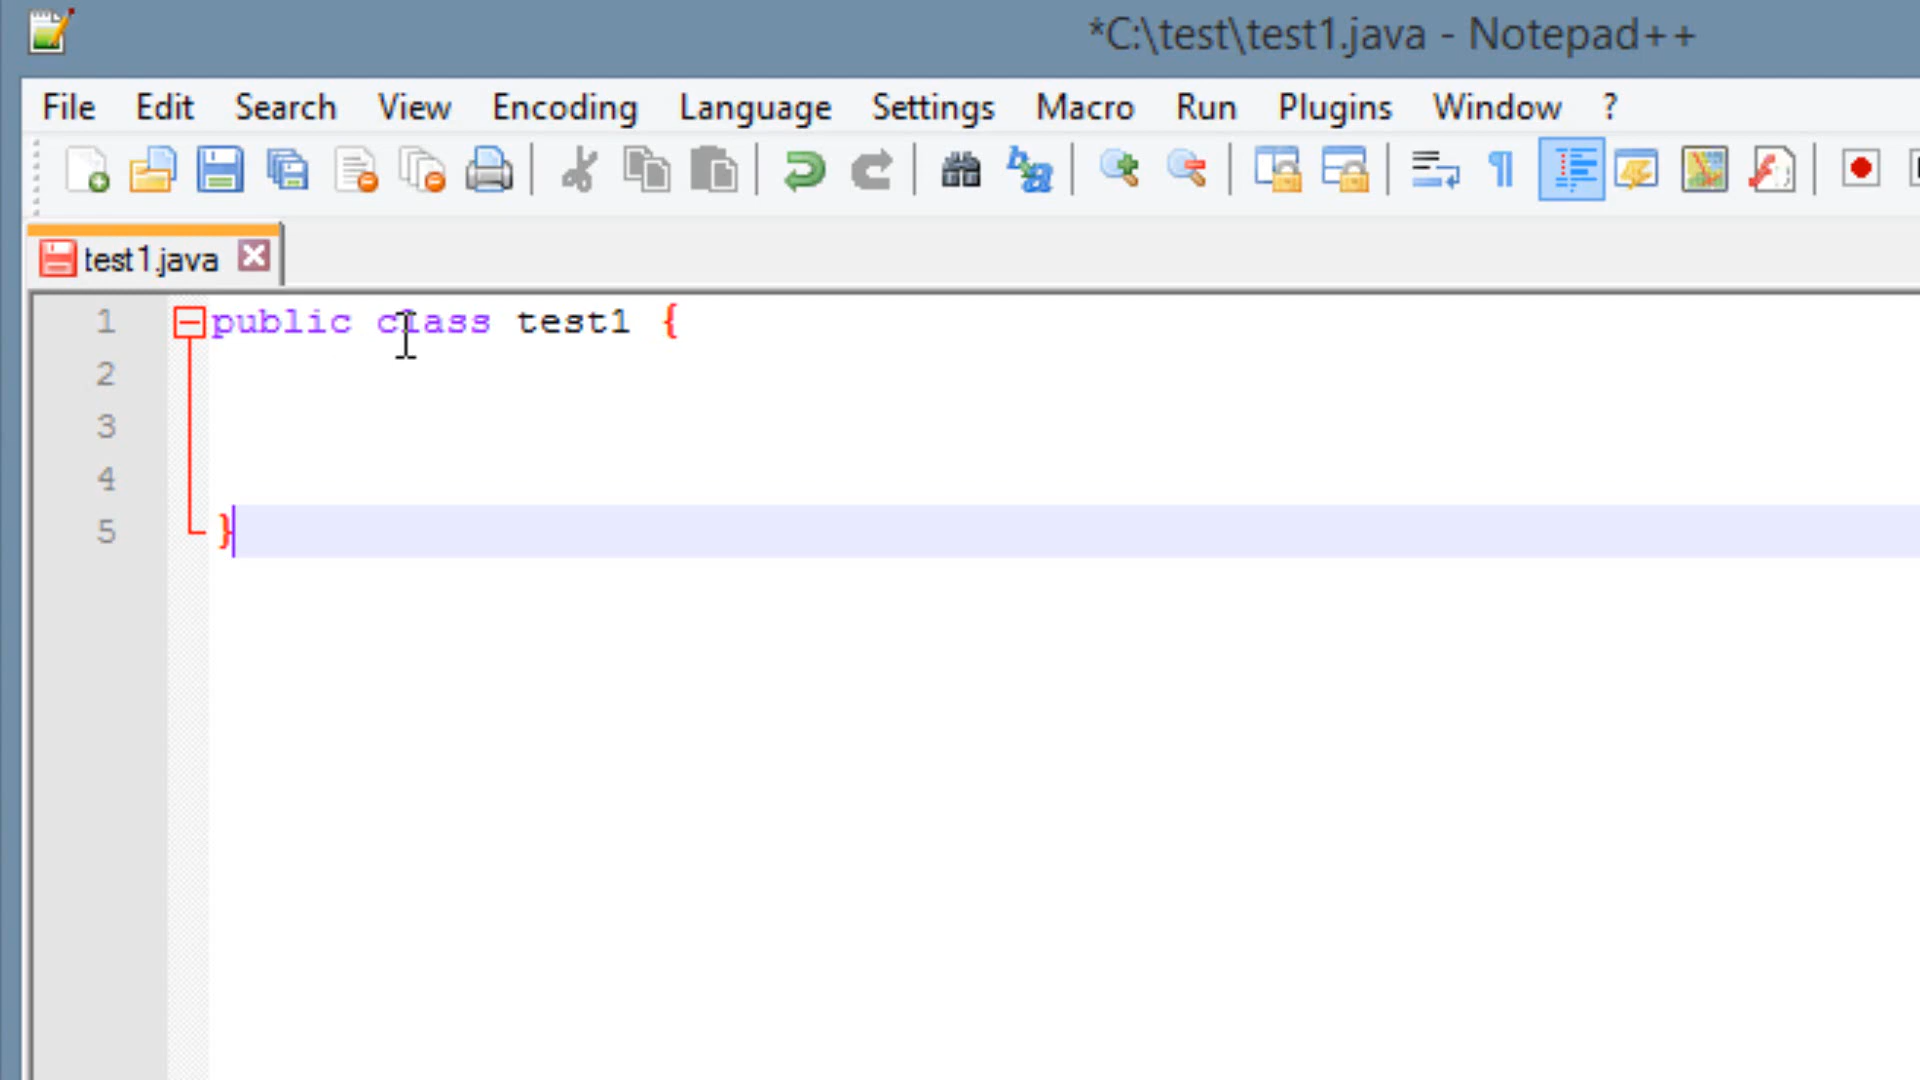 *C:\test\test1.java - Notepad++
File Edit Search View Encoding Language Settings Macro Run Plugins Window ?
test1.java
1 public class test1 {
2
3
4
5 }